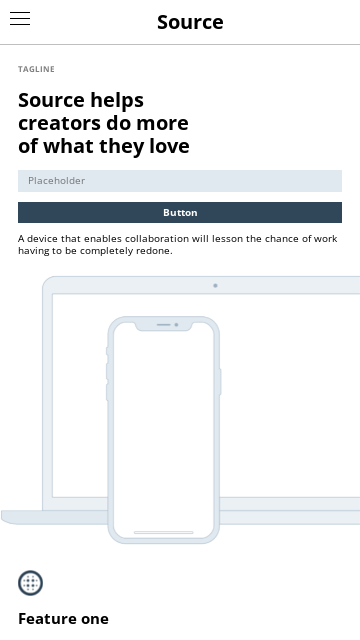 Source
TAGLINE
Source helps
creators do more
of what they love
Placeholder
Button
A device that enables collaboration will lesson the chance of work
having to be completely redone.
Feature one